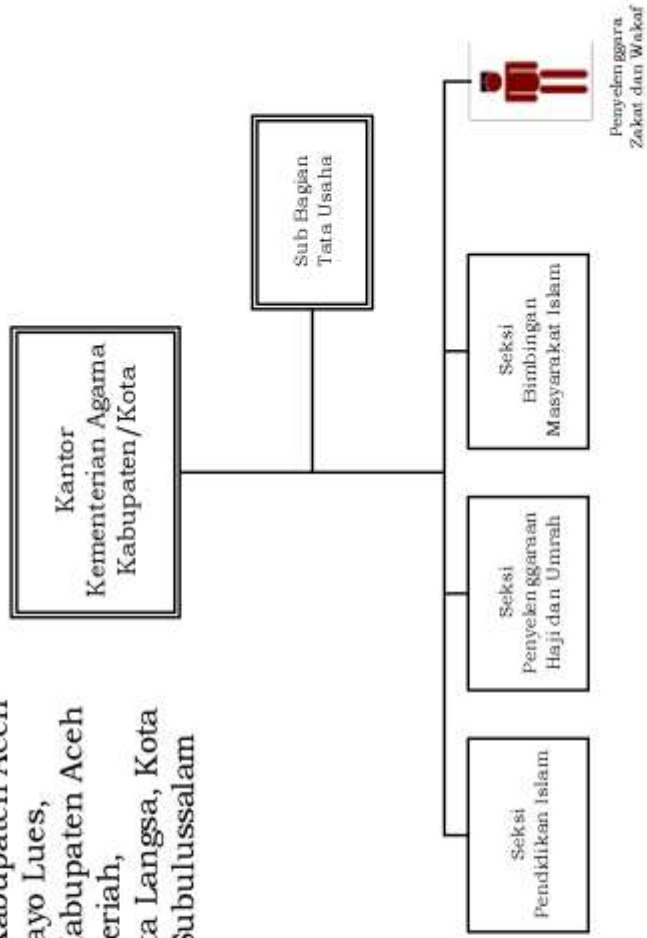 Kabupaten Aceh
ayo Lues,
Kabupaten Aceh
eriah,
ta Langsa, Kota
Subulussalam
Kantor
Kementerian Agama
Kabupaten/Kota
Sub Bagian
Tata Usaha
Seksi
Pendidikan Islam
Seksi
Penyelenggaraan
Haji dan Umrah
Seksi
Bimbingan
Masyarakat Islam
Penyelenggara
Zakat dan Wakaf